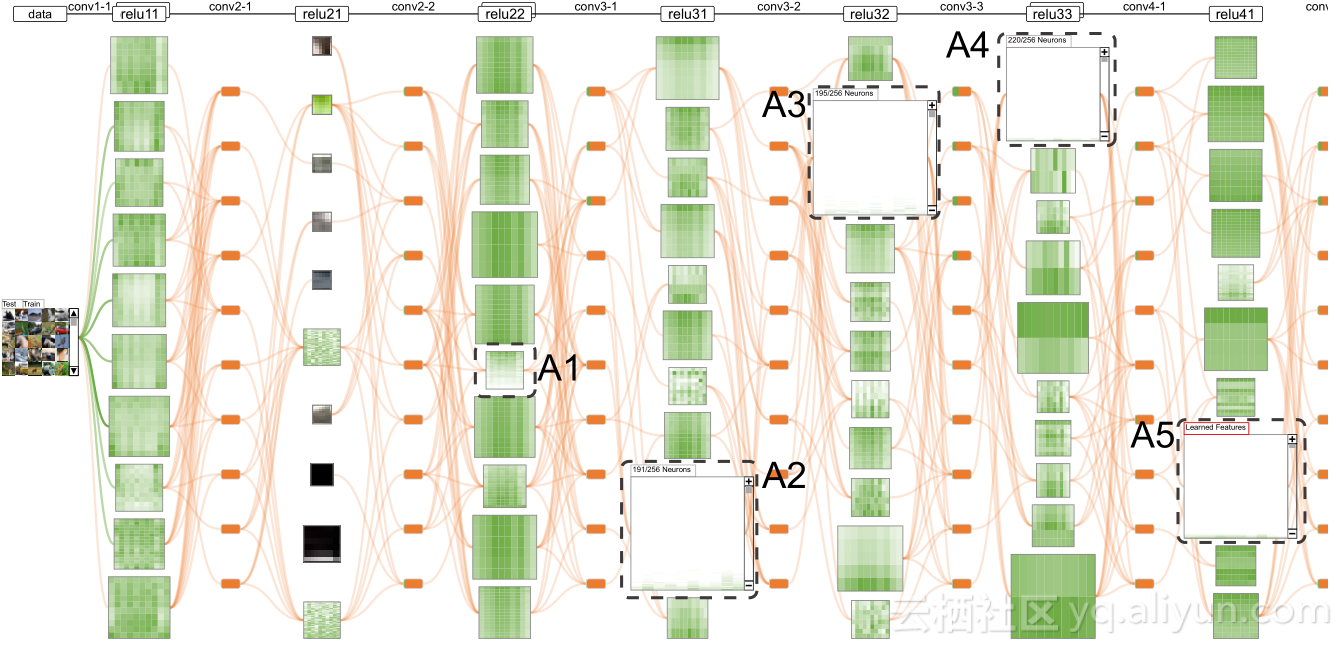 data conv1-1 relu11 conv2-1 relu21 conv2-2 relu22 conv3-1 relu31 conv3-2 relu32 conv3-3 relu33 conv4-1 relu41 conv
A4
220/256 Neurons
A3
195/256 Neurons
Test Train
A1
A5
Learned Features
A2
191/256 Neurons
云栖社区 yq.aliyun.com